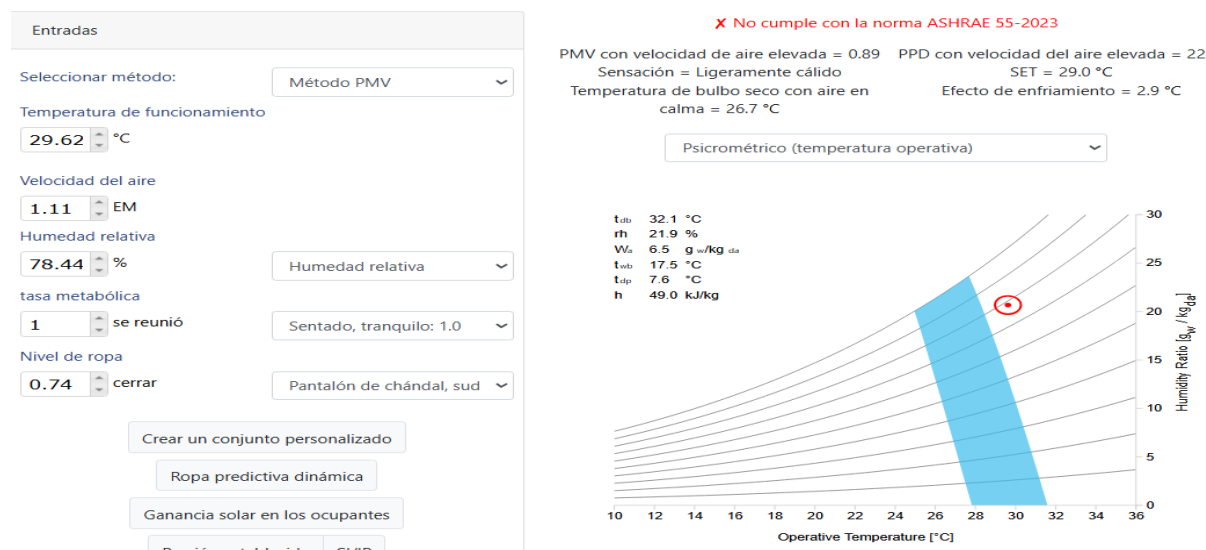 Entradas
Seleccionar método:
Método PMV
Temperatura de funcionamiento
29.62 °C
Velocidad del aire
1.11 EM
Humedad relativa
78.44 %
Humedad relativa
tasa metabólica
1 se reunió
Sentado, tranquilo: 1.0
Nivel de ropa
0.74 cerrar
Pantalón de chándal, sud
Crear un conjunto personalizado
Ropa predictiva dinámica
Ganancia solar en los ocupantes
✗ No cumple con la norma ASHRAE 55-2023
PMV con velocidad de aire elevada = 0.89
PPD con velocidad del aire elevada = 22
Sensación = Ligeramente cálido
SET = 29.0 °C
Temperatura de bulbo seco con aire en
calma = 26.7 °C
Efecto de enfriamiento = 2.9 °C
Psicrométrico (temperatura operativa)
tdb 32.1 °C
rh 21.9 %
Wa 6.5 g w/kg da
twb 17.5 °C
tdp 7.6 °C
h 49.0 kJ/kg
30
25
20
15
10
5
0
Humidity Ratio [gw / kgda]
10 12 14 16 18 20 22 24 26 28 30 32 34 36
Operative Temperature [°C]